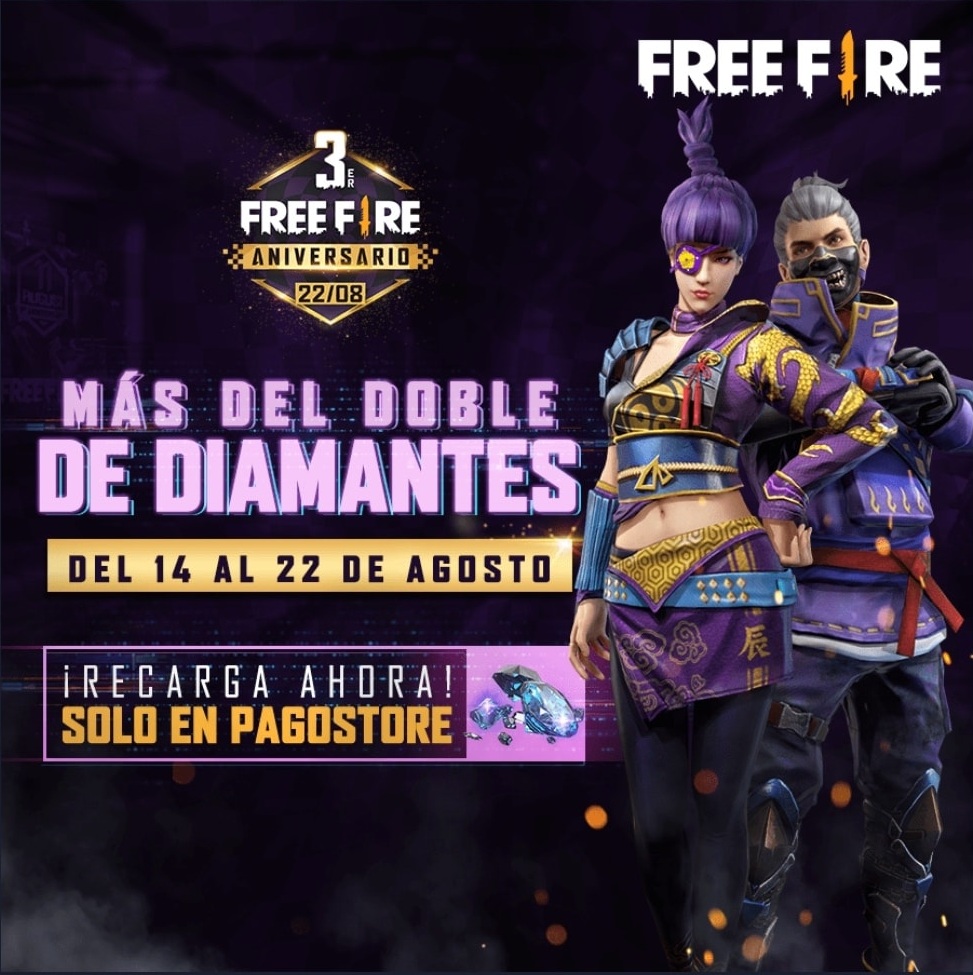 FREE FIRE
3ER
FREE FIRE
ANIVERSARIO
22/08
MÁS DEL DOBLE
DE DIAMANTES
DEL 14 AL 22 DE AGOSTO
¡RECARGA AHORA!
SOLO EN PAGOSTORE
辰